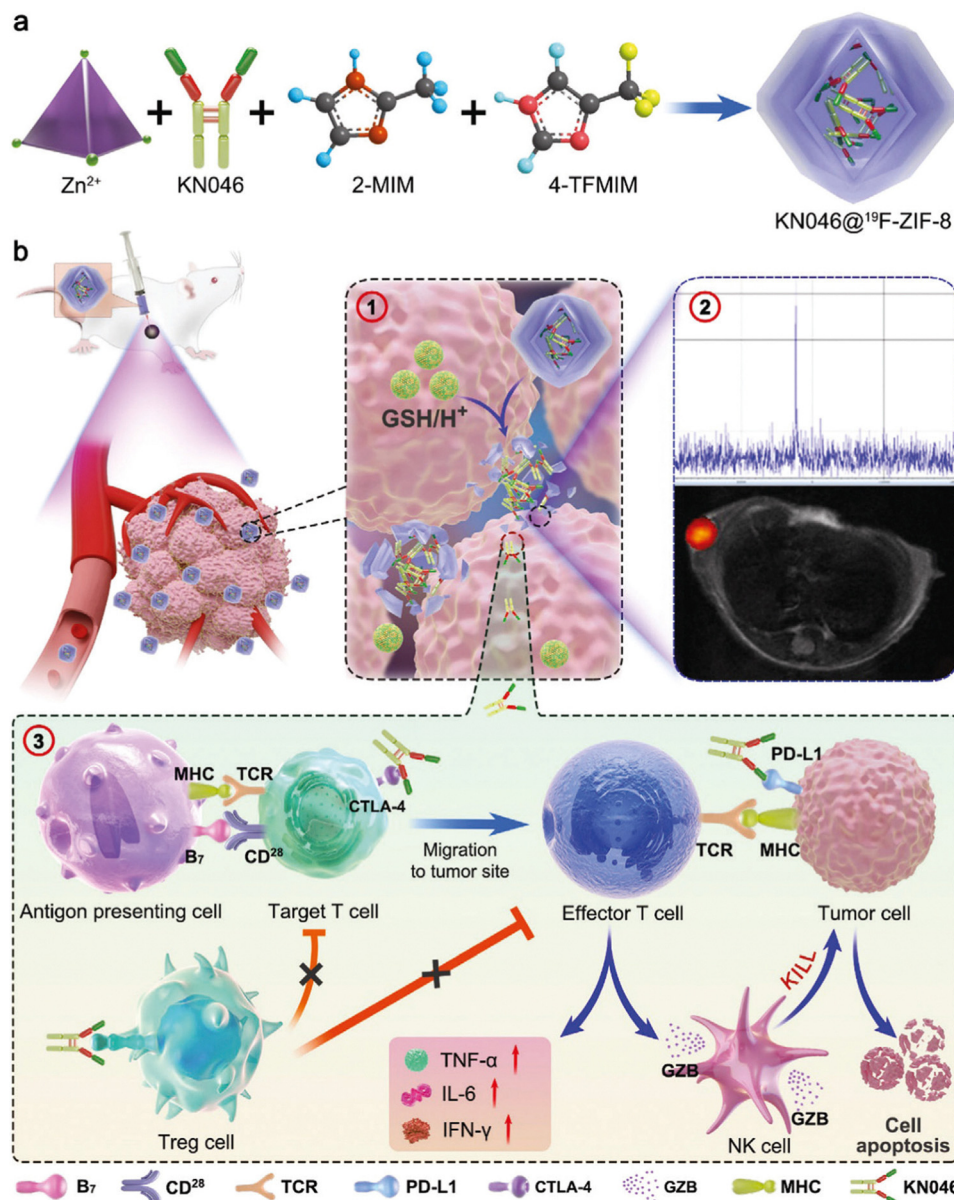 a
+ + +
Zn²⁺ KN046 2-MIM 4-TFMIM
KN046@¹⁹F-ZIF-8
b
1
GSH/H⁺
2
3
MHC TCR
CTLA-4
B₇ CD²⁸
Antigon presenting cell Target T cell
Migration
to tumor site
PD-L1
TCR MHC
Effector T cell Tumor cell
Treg cell
TNF-α
IL-6
IFN-γ
KILL
GZB
GZB
NK cell
Cell
apoptosis
B₇ CD²⁸ TCR PD-L1 CTLA-4 GZB MHC KN046